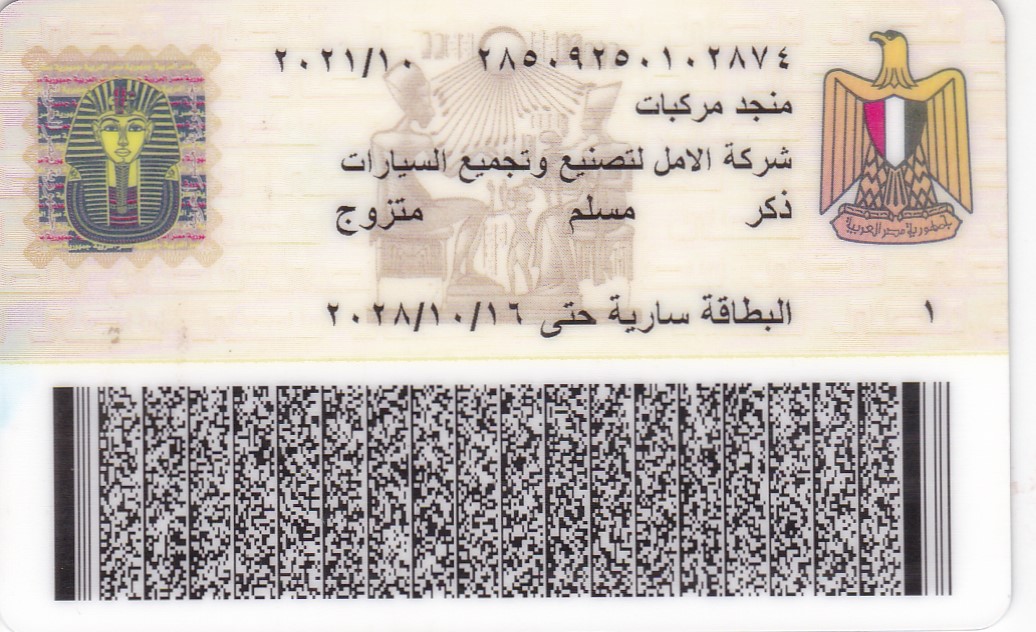 ٢٨٥٠٩٢٥٠١٠٢٨٧٤ ٢٠٢١/١٠
منجد مركبات
شركة الامل لتصنيع وتجميع السيارات
ذكر مسلم متزوج
جمهورية مصر العربية
البطاقة سارية حتى ٢٠٢٨/١٠/١٦
١